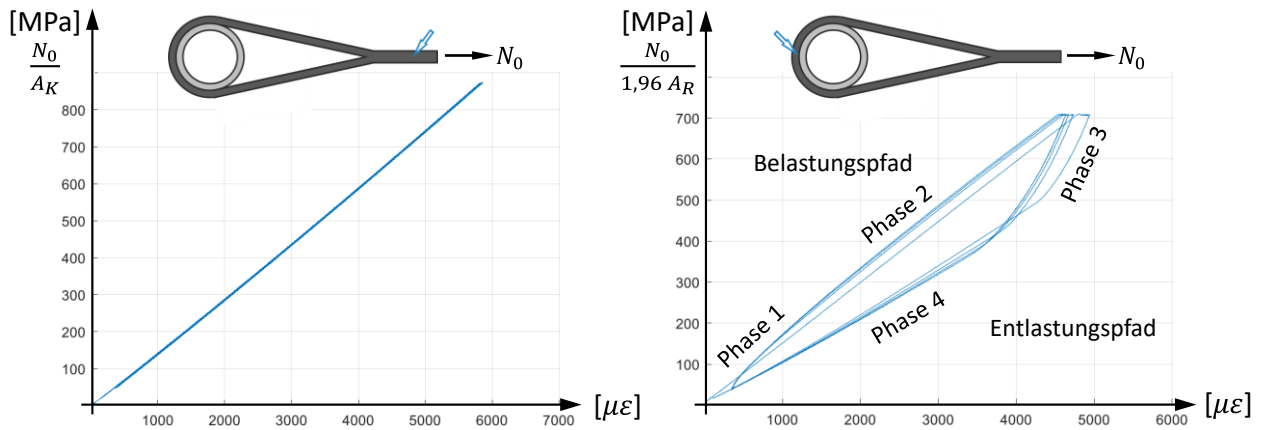 [MPa]
N₀
A_K
N₀
800
700
600
500
400
300
200
100
1000
2000
3000
4000
5000
6000
7000
[με]
[MPa]
N₀
1,96 A_R
N₀
700
600
500
400
300
200
100
Belastungspfad
Phase 2
Phase 3
Phase 1
Phase 4
Entlastungspfad
1000
2000
3000
4000
5000
6000
[με]